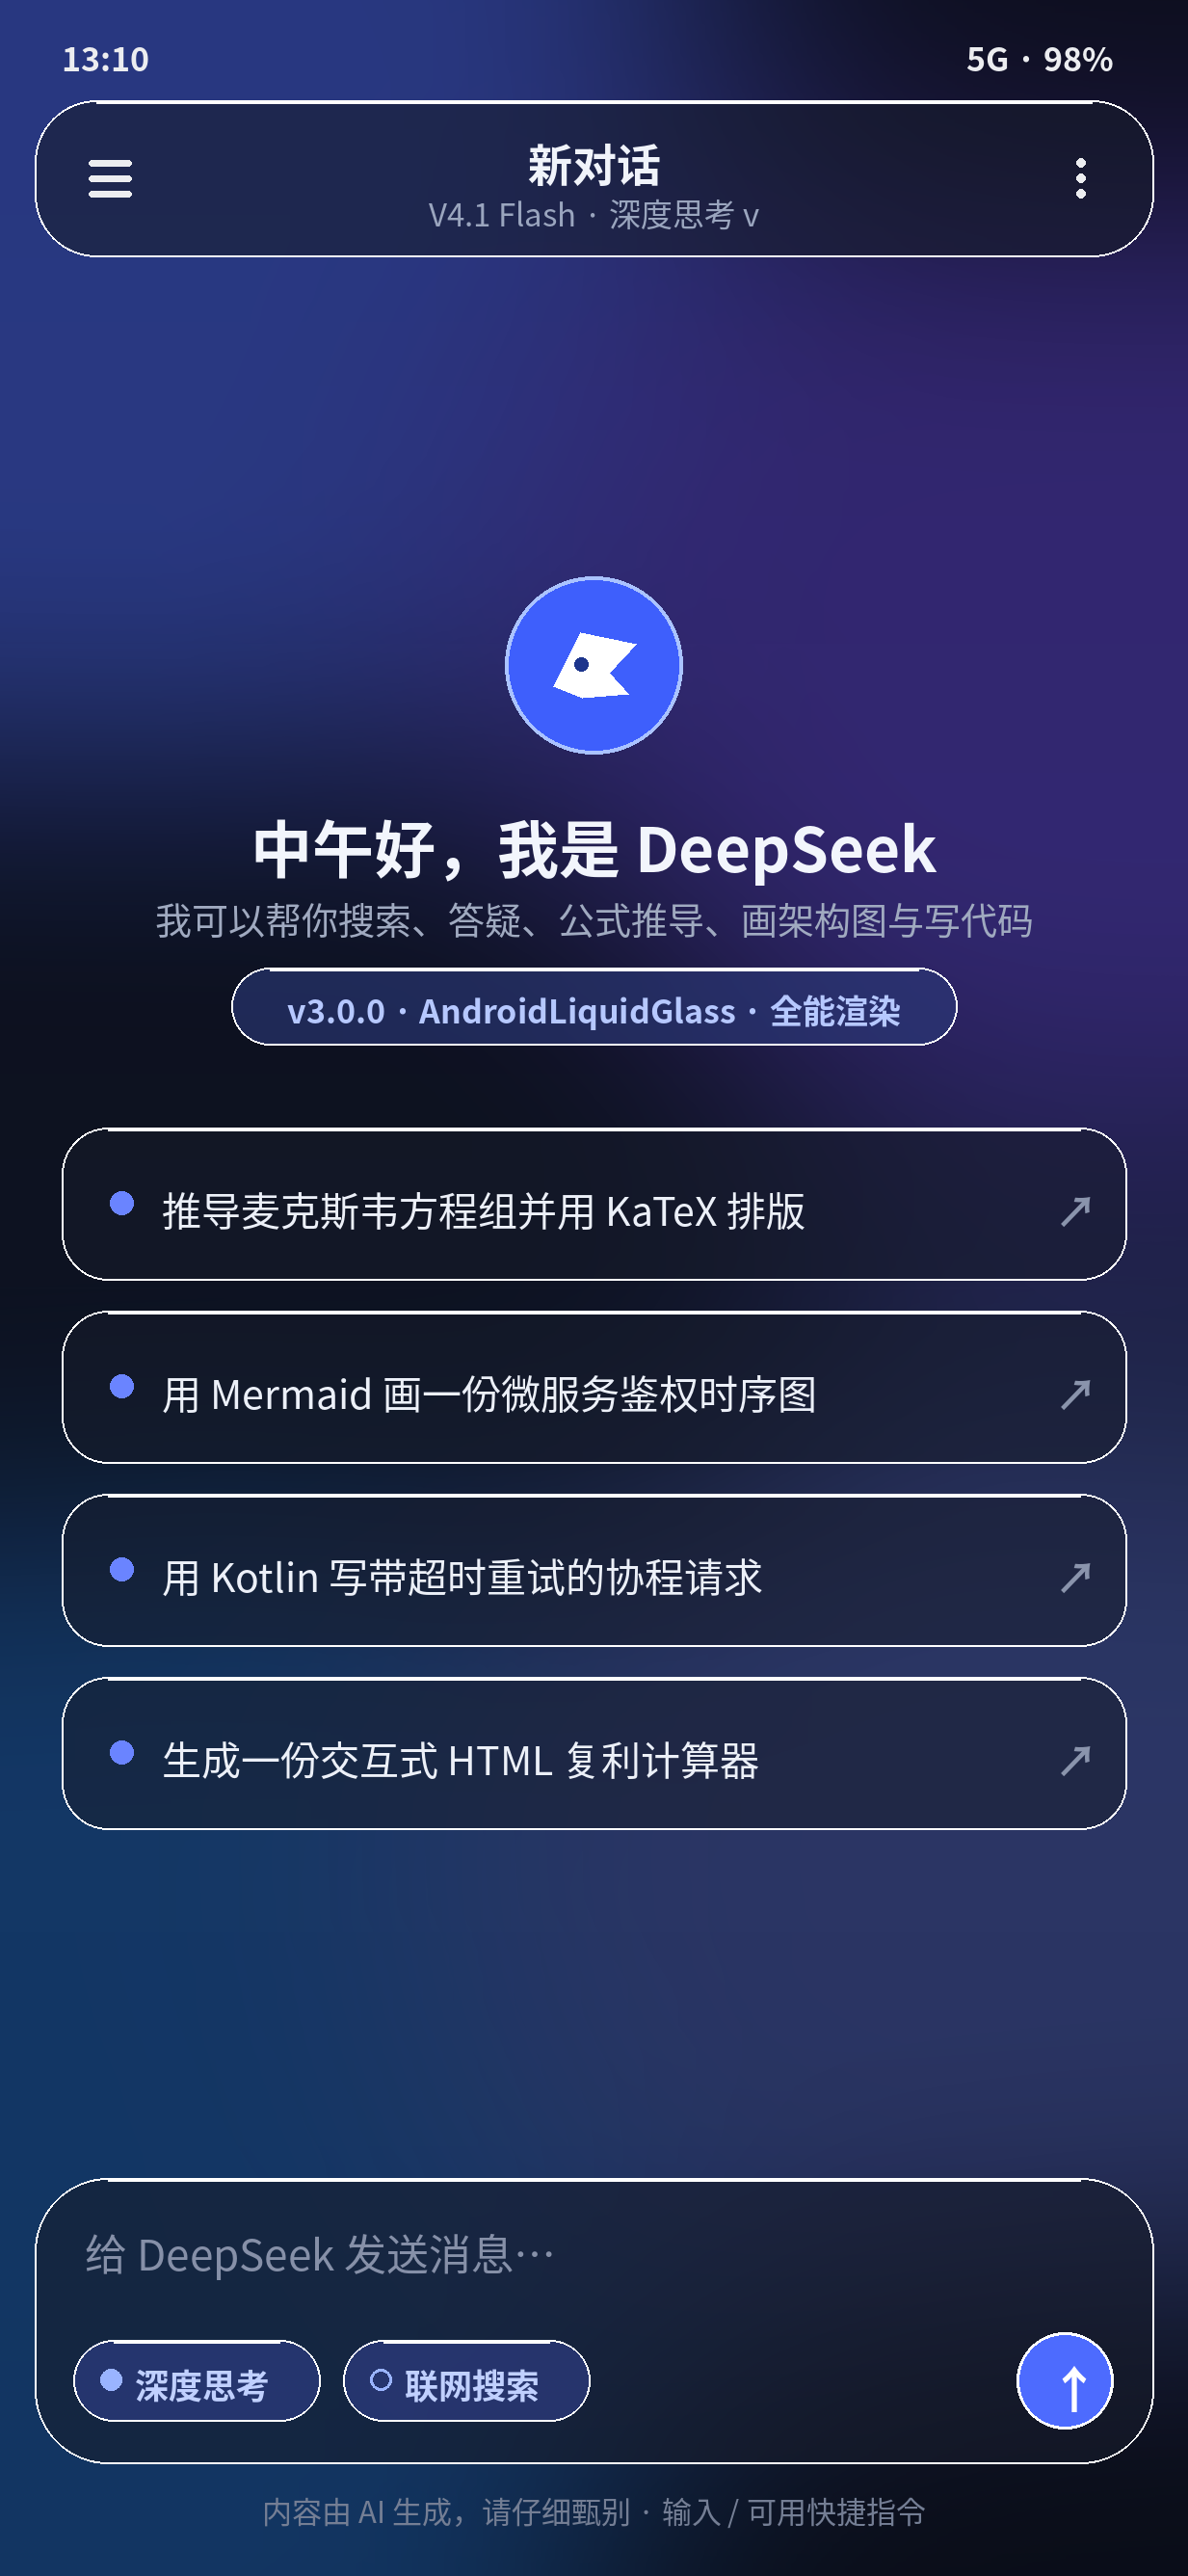 13:10
5G · 98%
新对话
V4.1 Flash · 深度思考 v
中午好，我是 DeepSeek
我可以帮你搜索、答疑、公式推导、画架构图与写代码
v3.0.0 · AndroidLiquidGlass · 全能渲染
推导麦克斯韦方程组并用 KaTeX 排版 ↗
用 Mermaid 画一份微服务鉴权时序图 ↗
用 Kotlin 写带超时重试的协程请求 ↗
生成一份交互式 HTML 复利计算器 ↗
给 DeepSeek 发送消息…
深度思考
联网搜索
↑
内容由 AI 生成，请仔细甄别 · 输入 / 可用快捷指令